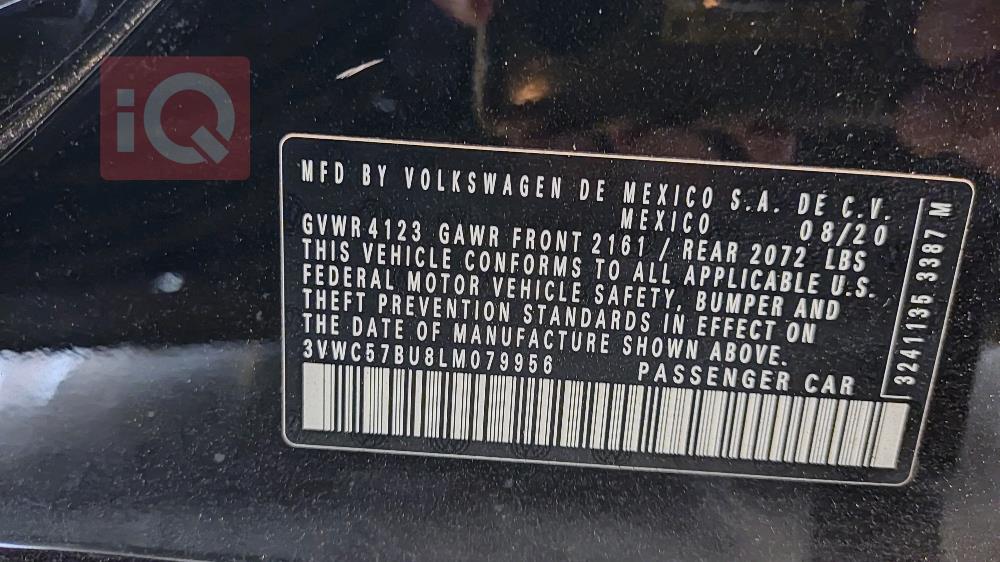 iQ
MFD BY VOLKSWAGEN DE MEXICO S.A. DE C.V.
MEXICO 08/20
GVWR 4123 GAWR FRONT 2161 / REAR 2072 LBS
THIS VEHICLE CONFORMS TO ALL APPLICABLE U.S.
FEDERAL MOTOR VEHICLE SAFETY, BUMPER AND
THEFT PREVENTION STANDARDS IN EFFECT ON
THE DATE OF MANUFACTURE SHOWN ABOVE.
3VWC57BU8LM079956 PASSENGER CAR
3241135 3387 M